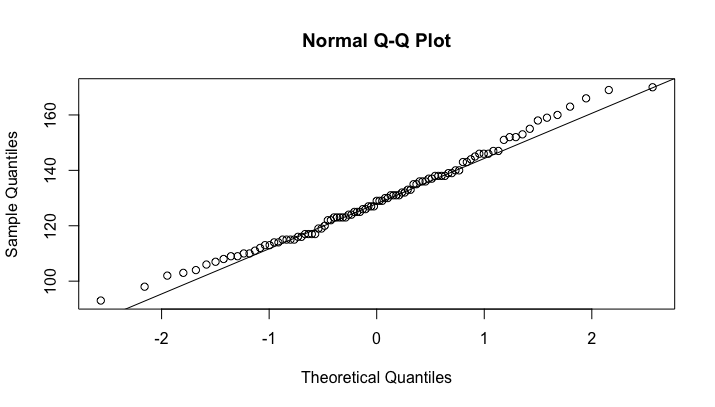 Normal Q-Q Plot
Sample Quantiles
160
140
120
100
-2 -1 0 1 2
Theoretical Quantiles